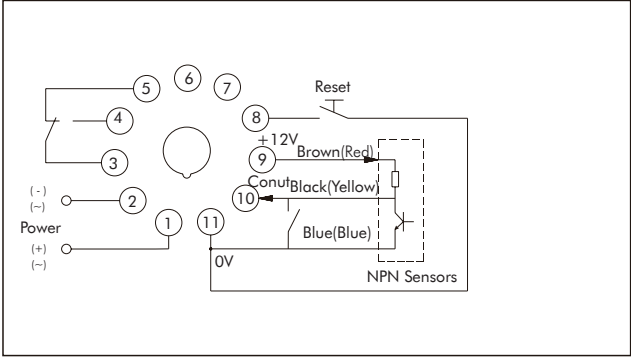 Reset
5
6
7
4
8
+12V
3
9
Brown(Red)
Conut
Black(Yellow)
(-)
(~)
2
10
Power
1
11
Blue(Blue)
(+)
(~)
0V
NPN Sensors